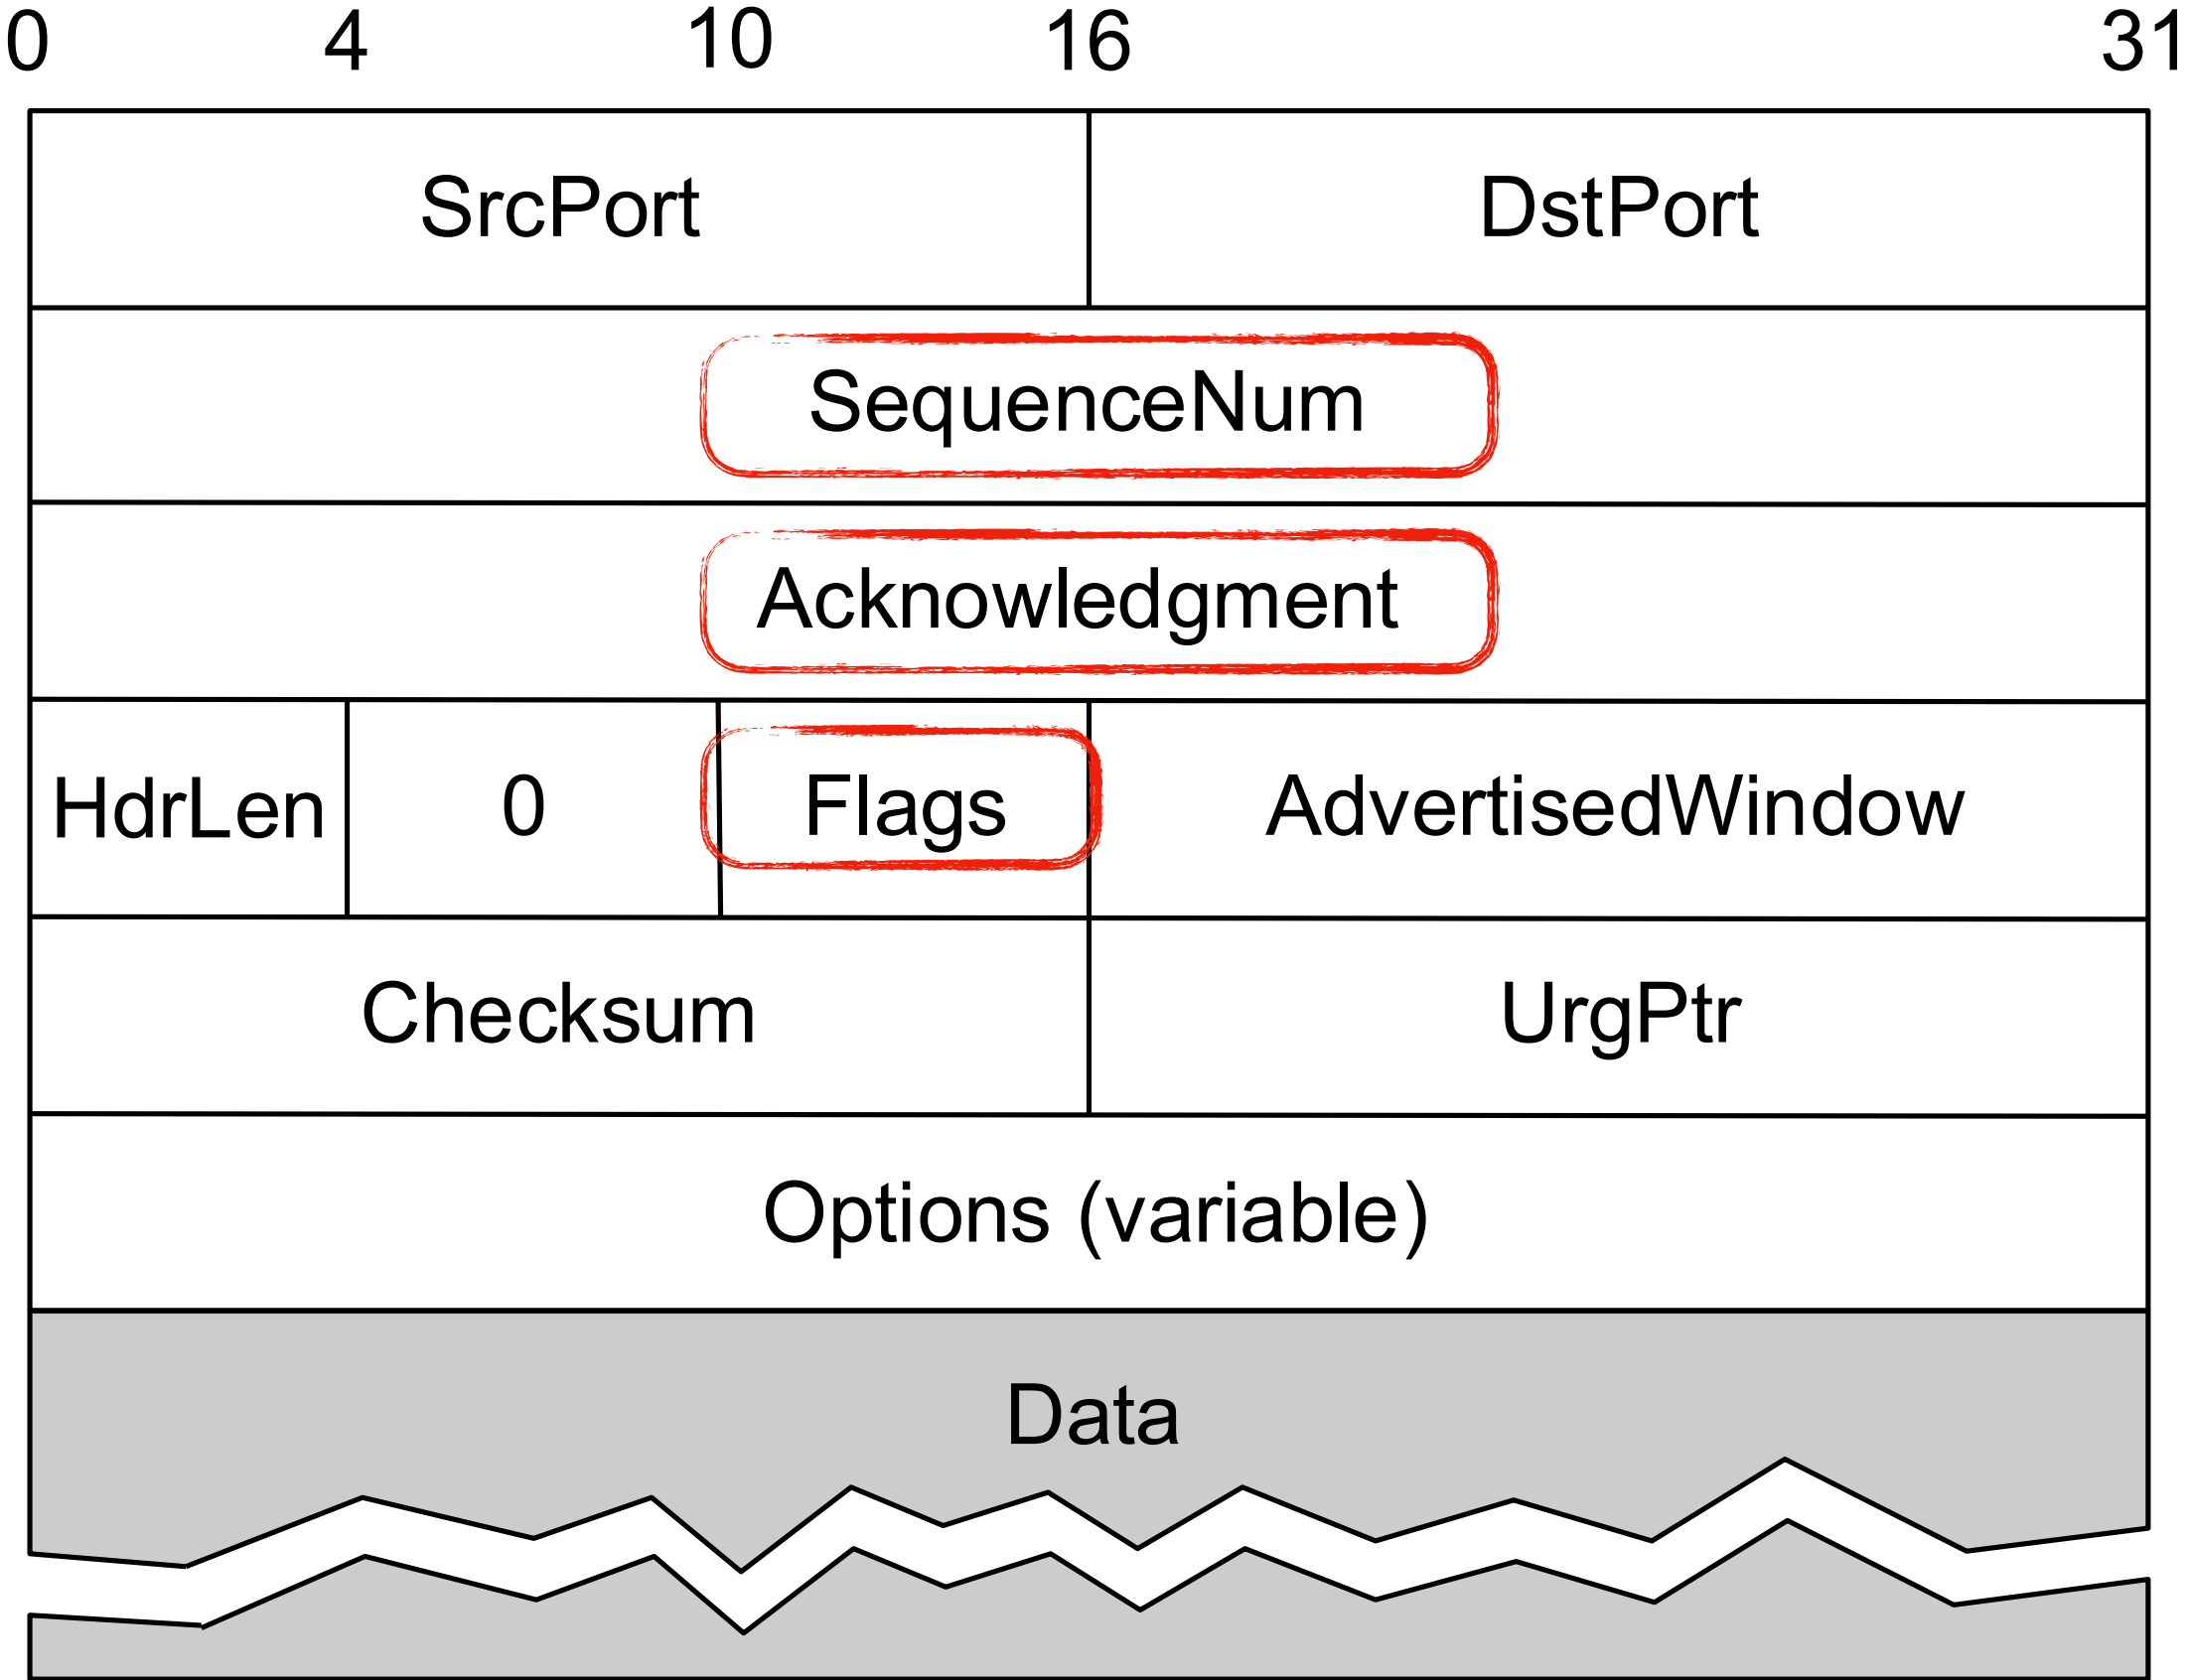 0 4 10 16 31
SrcPort DstPort
SequenceNum
Acknowledgment
HdrLen 0 Flags AdvertisedWindow
Checksum UrgPtr
Options (variable)
Data